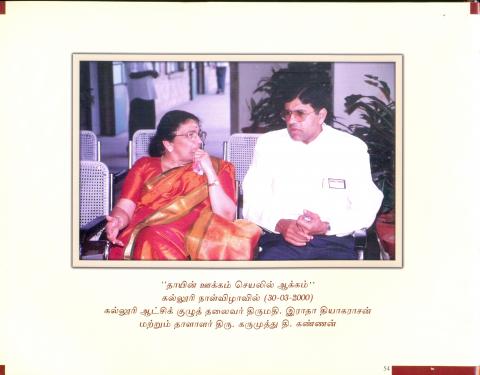 "தாயின் ஊக்கம் செயலில் ஆக்கம்"
கல்லூரி நாள்விழாவில் (30-03-2000)
கல்லூரி ஆட்சிக் குழுத் தலைவர் திருமதி. இராதா தியாகராசன்
மற்றும் தாளாளர் திரு. கருமுத்து தி. கண்ணன்
54